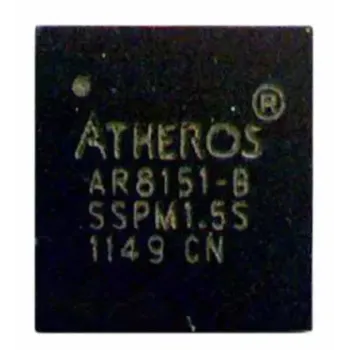 ATHEROS®
AR8151-B
SSPM1.5S
1149 CN